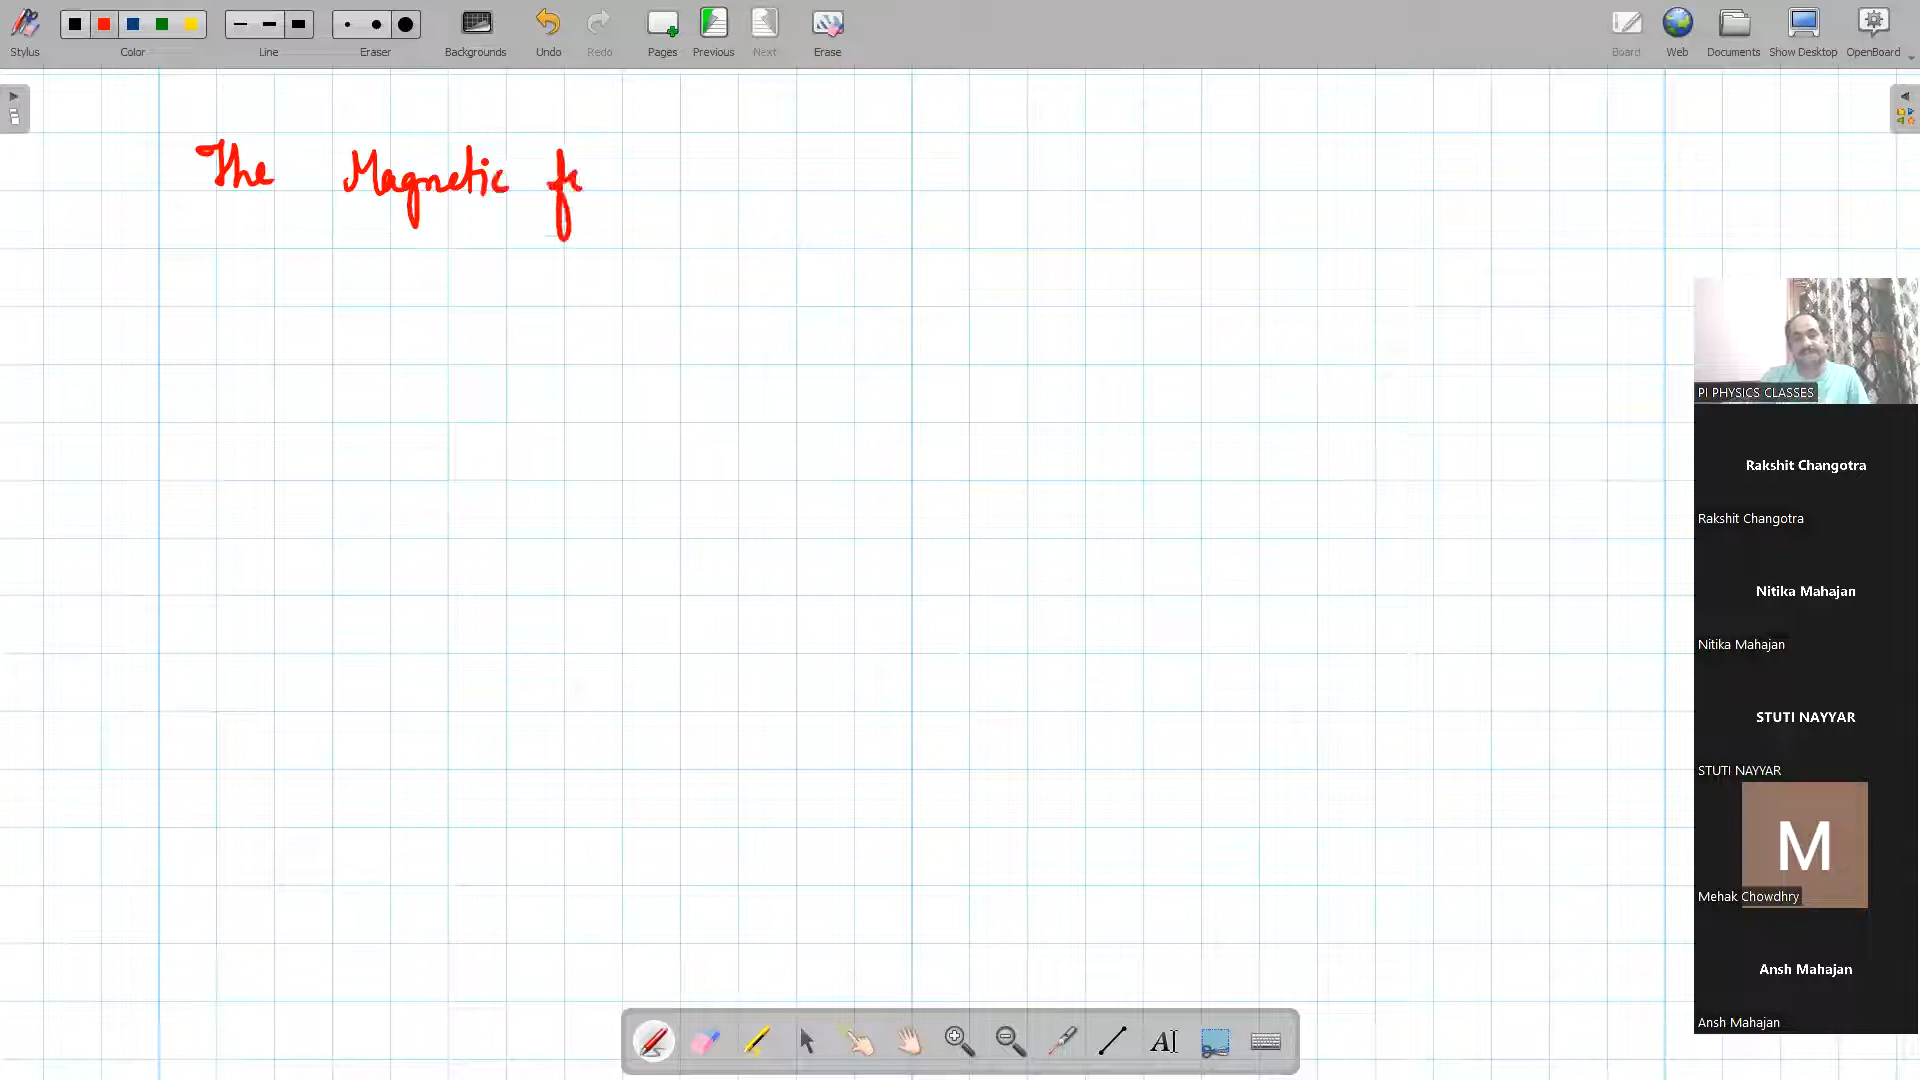 Stylus
Color
Line
Eraser
Backgrounds
Undo
Redo
Pages
Previous
Next
Erase
Board
Web
Documents
Show Desktop
OpenBoard
The Magnetic
PI PHYSICS CLASSES
Rakshit Changotra
Rakshit Changotra
Nitika Mahajan
Nitika Mahajan
STUTI NAYYAR
STUTI NAYYAR
M
Mehak Chowdhry
Ansh Mahajan
Ansh Mahajan
AI